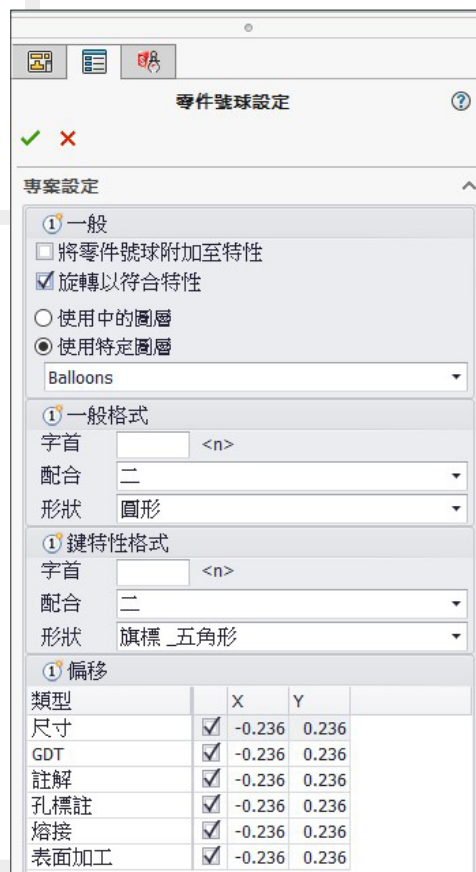 零件號球設定
專案設定
一般
將零件號球附加至特性
旋轉以符合特性
使用中的圖層
使用特定圖層
Balloons
一般格式
字首 <n>
配合 二
形狀 圓形
鍵特性格式
字首 <n>
配合 二
形狀 旗標_五角形
偏移
類型 X Y
尺寸 -0.236 0.236
GDT -0.236 0.236
註解 -0.236 0.236
孔標註 -0.236 0.236
熔接 -0.236 0.236
表面加工 -0.236 0.236